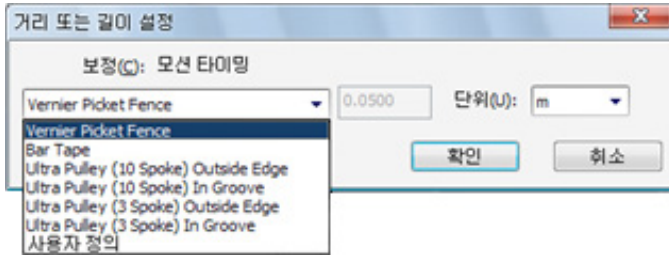 거리 또는 길이 설정
보정(C): 모션 타이밍
Vernier Picket Fence 0.0500 단위(U): m
Vernier Picket Fence
Bar Tape
Ultra Pulley (10 Spoke) Outside Edge
Ultra Pulley (10 Spoke) In Groove
Ultra Pulley (3 Spoke) Outside Edge
Ultra Pulley (3 Spoke) In Groove
사용자 정의
확인 취소